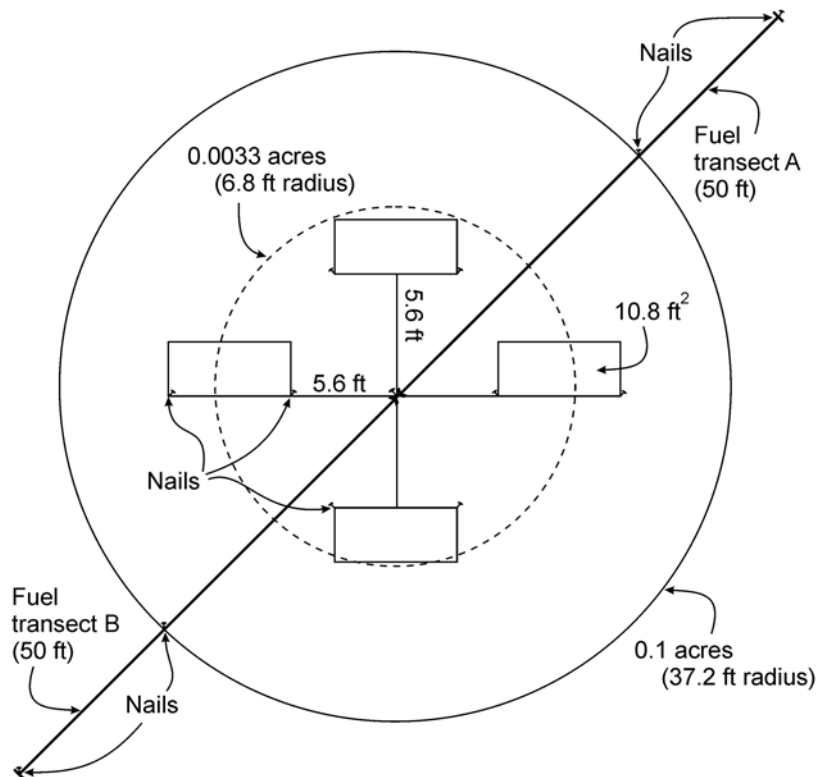 Nails
Fuel
transect A
(50 ft)
0.0033 acres
(6.8 ft radius)
5.6 ft
10.8 ft²
5.6 ft
Nails
Fuel
transect B
(50 ft)
0.1 acres
(37.2 ft radius)
Nails